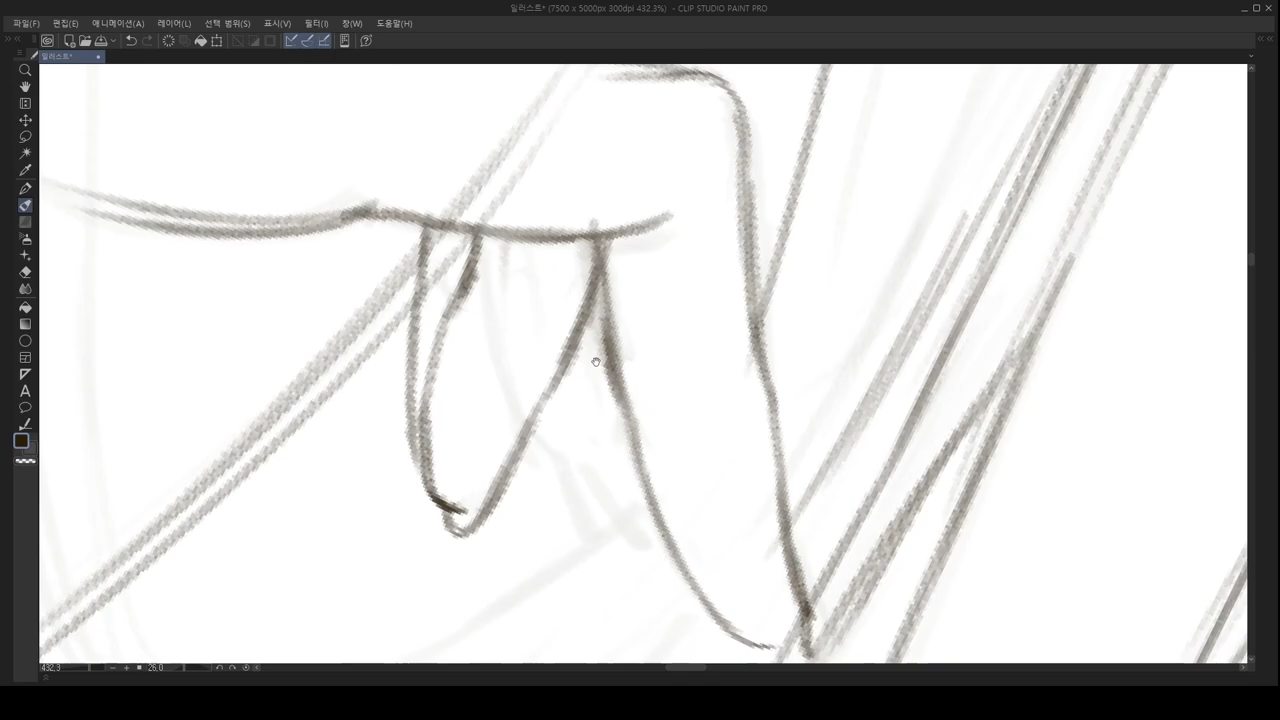 일러스트* (7500 x 5000px 300dpi 432.3%) - CLIP STUDIO PAINT PRO
파일(F) 편집(E) 애니메이션(A) 레이어(L) 선택 범위(S) 표시(V) 필터(I) 창(W) 도움말(H)
일러스트*
A
432.3 26.0